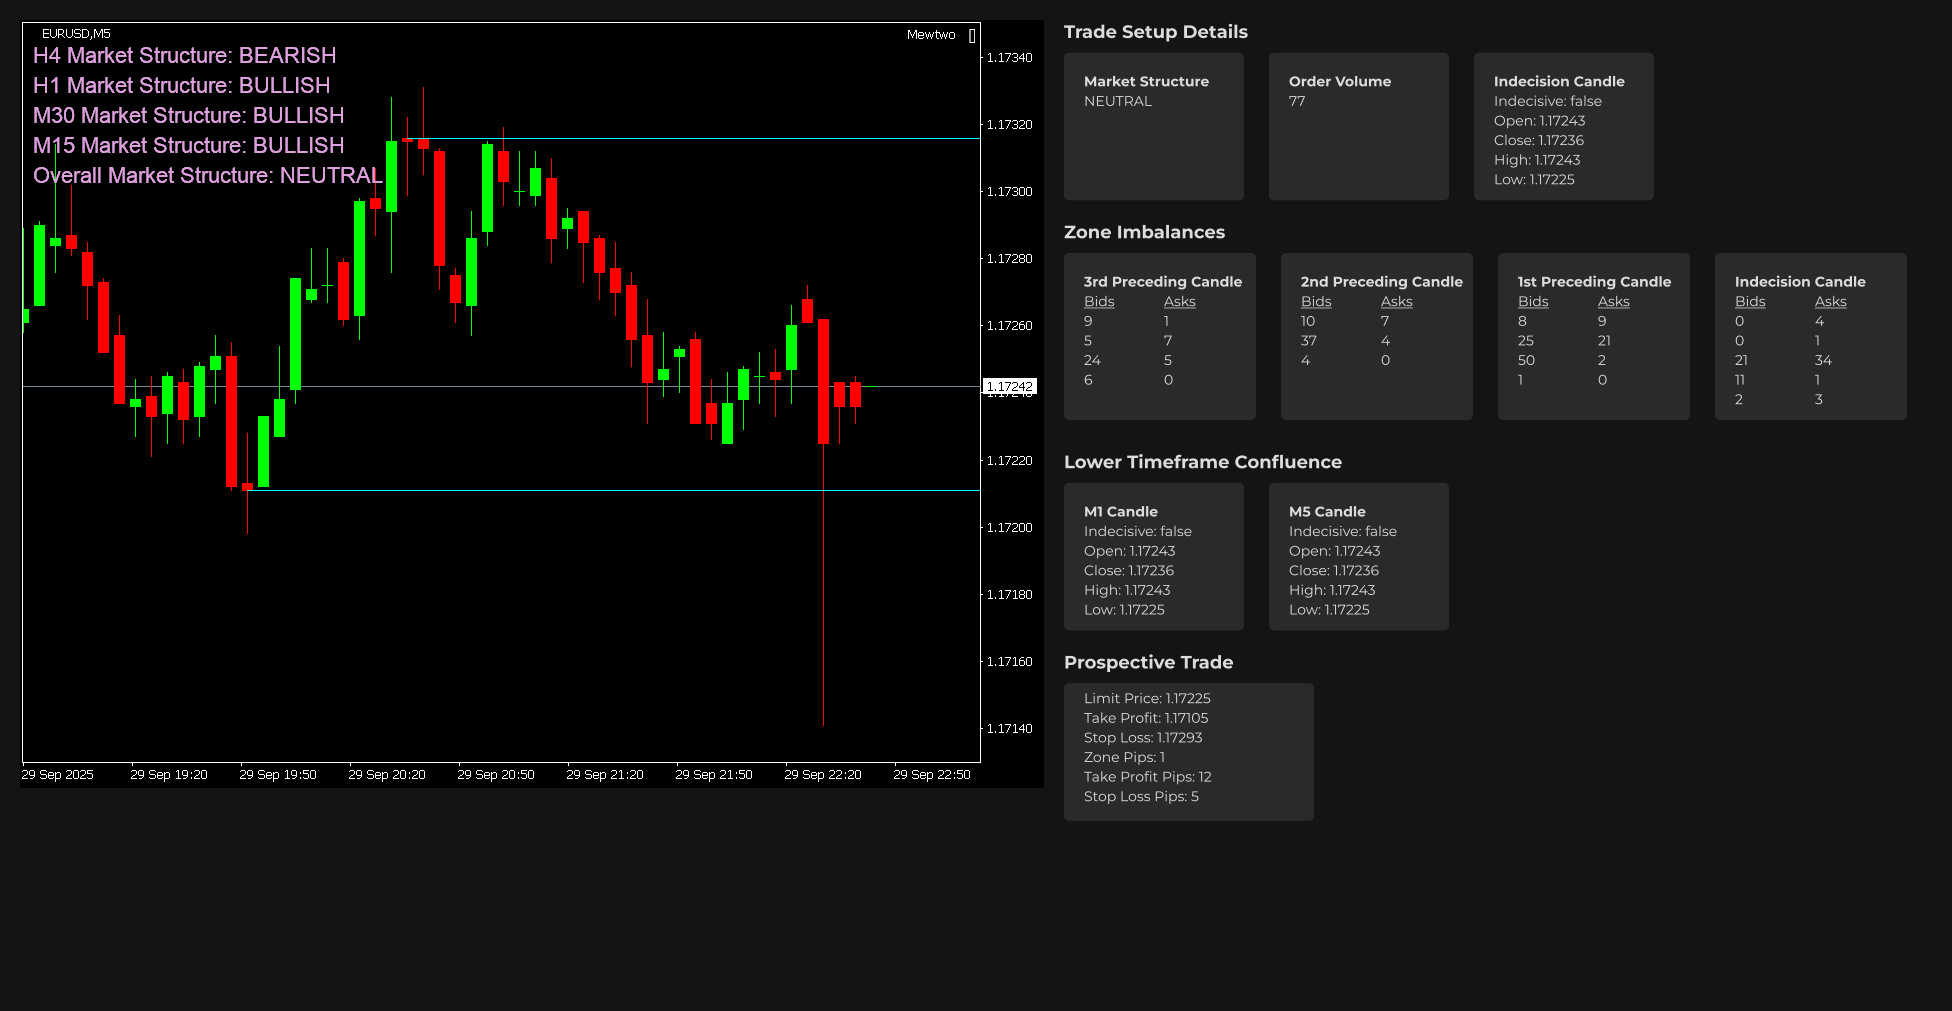 EURUSD,M5
Mewtwo
H4 Market Structure: BEARISH
H1 Market Structure: BULLISH
M30 Market Structure: BULLISH
M15 Market Structure: BULLISH
Overall Market Structure: NEUTRAL
1.17340
1.17320
1.17300
1.17280
1.17260
1.17242
1.17240
1.17220
1.17200
1.17180
1.17160
1.17140
29 Sep 2025
29 Sep 19:20
29 Sep 19:50
29 Sep 20:20
29 Sep 20:50
29 Sep 21:20
29 Sep 21:50
29 Sep 22:20
29 Sep 22:50
Trade Setup Details
Market Structure
NEUTRAL
Order Volume
77
Indecision Candle
Indecisive: false
Open: 1.17243
Close: 1.17236
High: 1.17243
Low: 1.17225
Zone Imbalances
3rd Preceding Candle
Bids Asks
9 1
5 7
24 5
6 0
2nd Preceding Candle
Bids Asks
10 7
37 4
4 0
1st Preceding Candle
Bids Asks
8 9
25 21
50 2
1 0
Indecision Candle
Bids Asks
0 4
0 1
21 34
11 1
2 3
Lower Timeframe Confluence
M1 Candle
Indecisive: false
Open: 1.17243
Close: 1.17236
High: 1.17243
Low: 1.17225
M5 Candle
Indecisive: false
Open: 1.17243
Close: 1.17236
High: 1.17243
Low: 1.17225
Prospective Trade
Limit Price: 1.17225
Take Profit: 1.17105
Stop Loss: 1.17293
Zone Pips: 1
Take Profit Pips: 12
Stop Loss Pips: 5